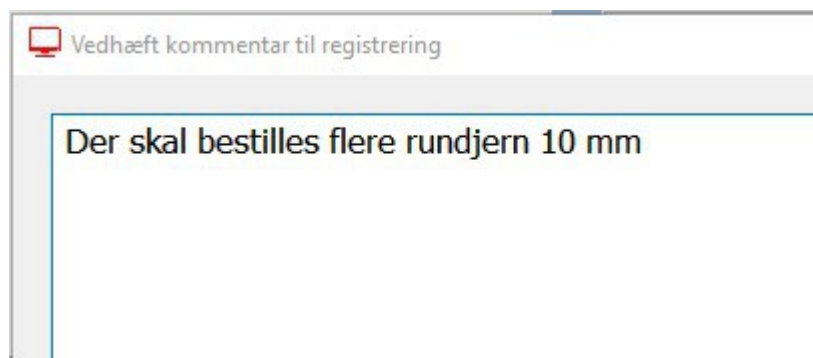 Vedhæft kommentar til registrering
Der skal bestilles flere rundjern 10 mm